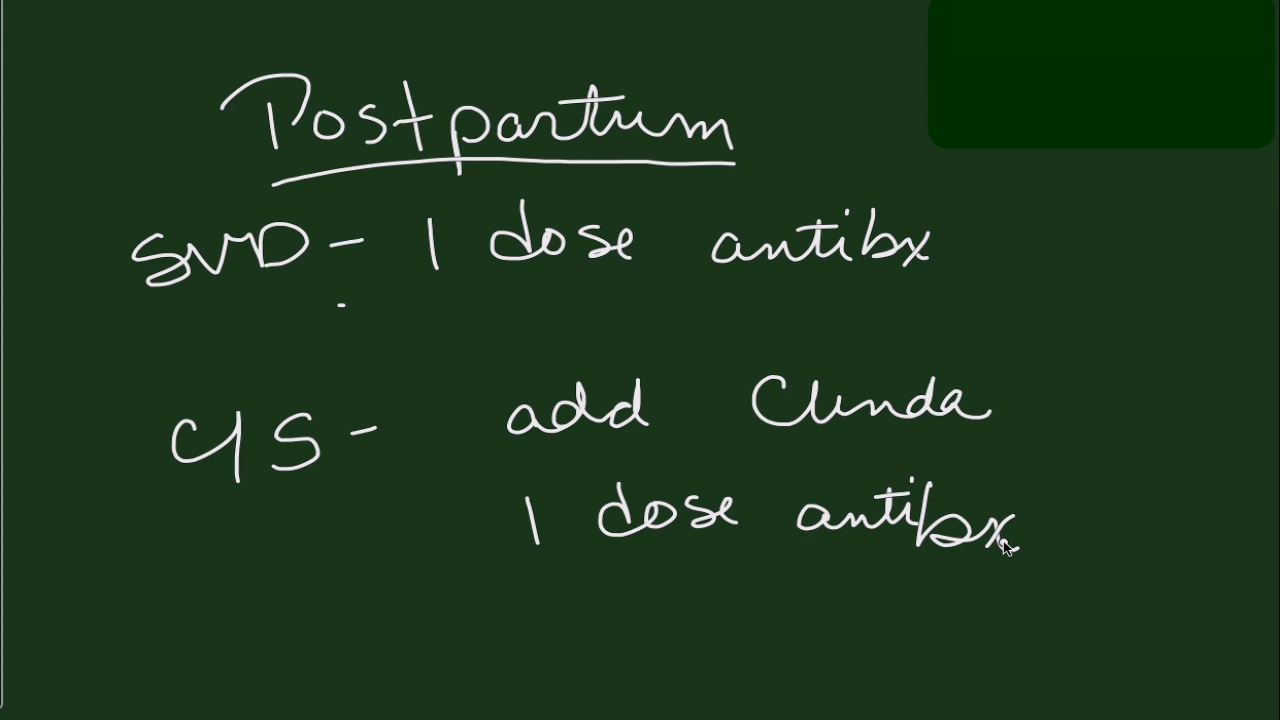 Postpartum
SVD - 1 dose antibx
C/S - add Clinda
1 dose antibx